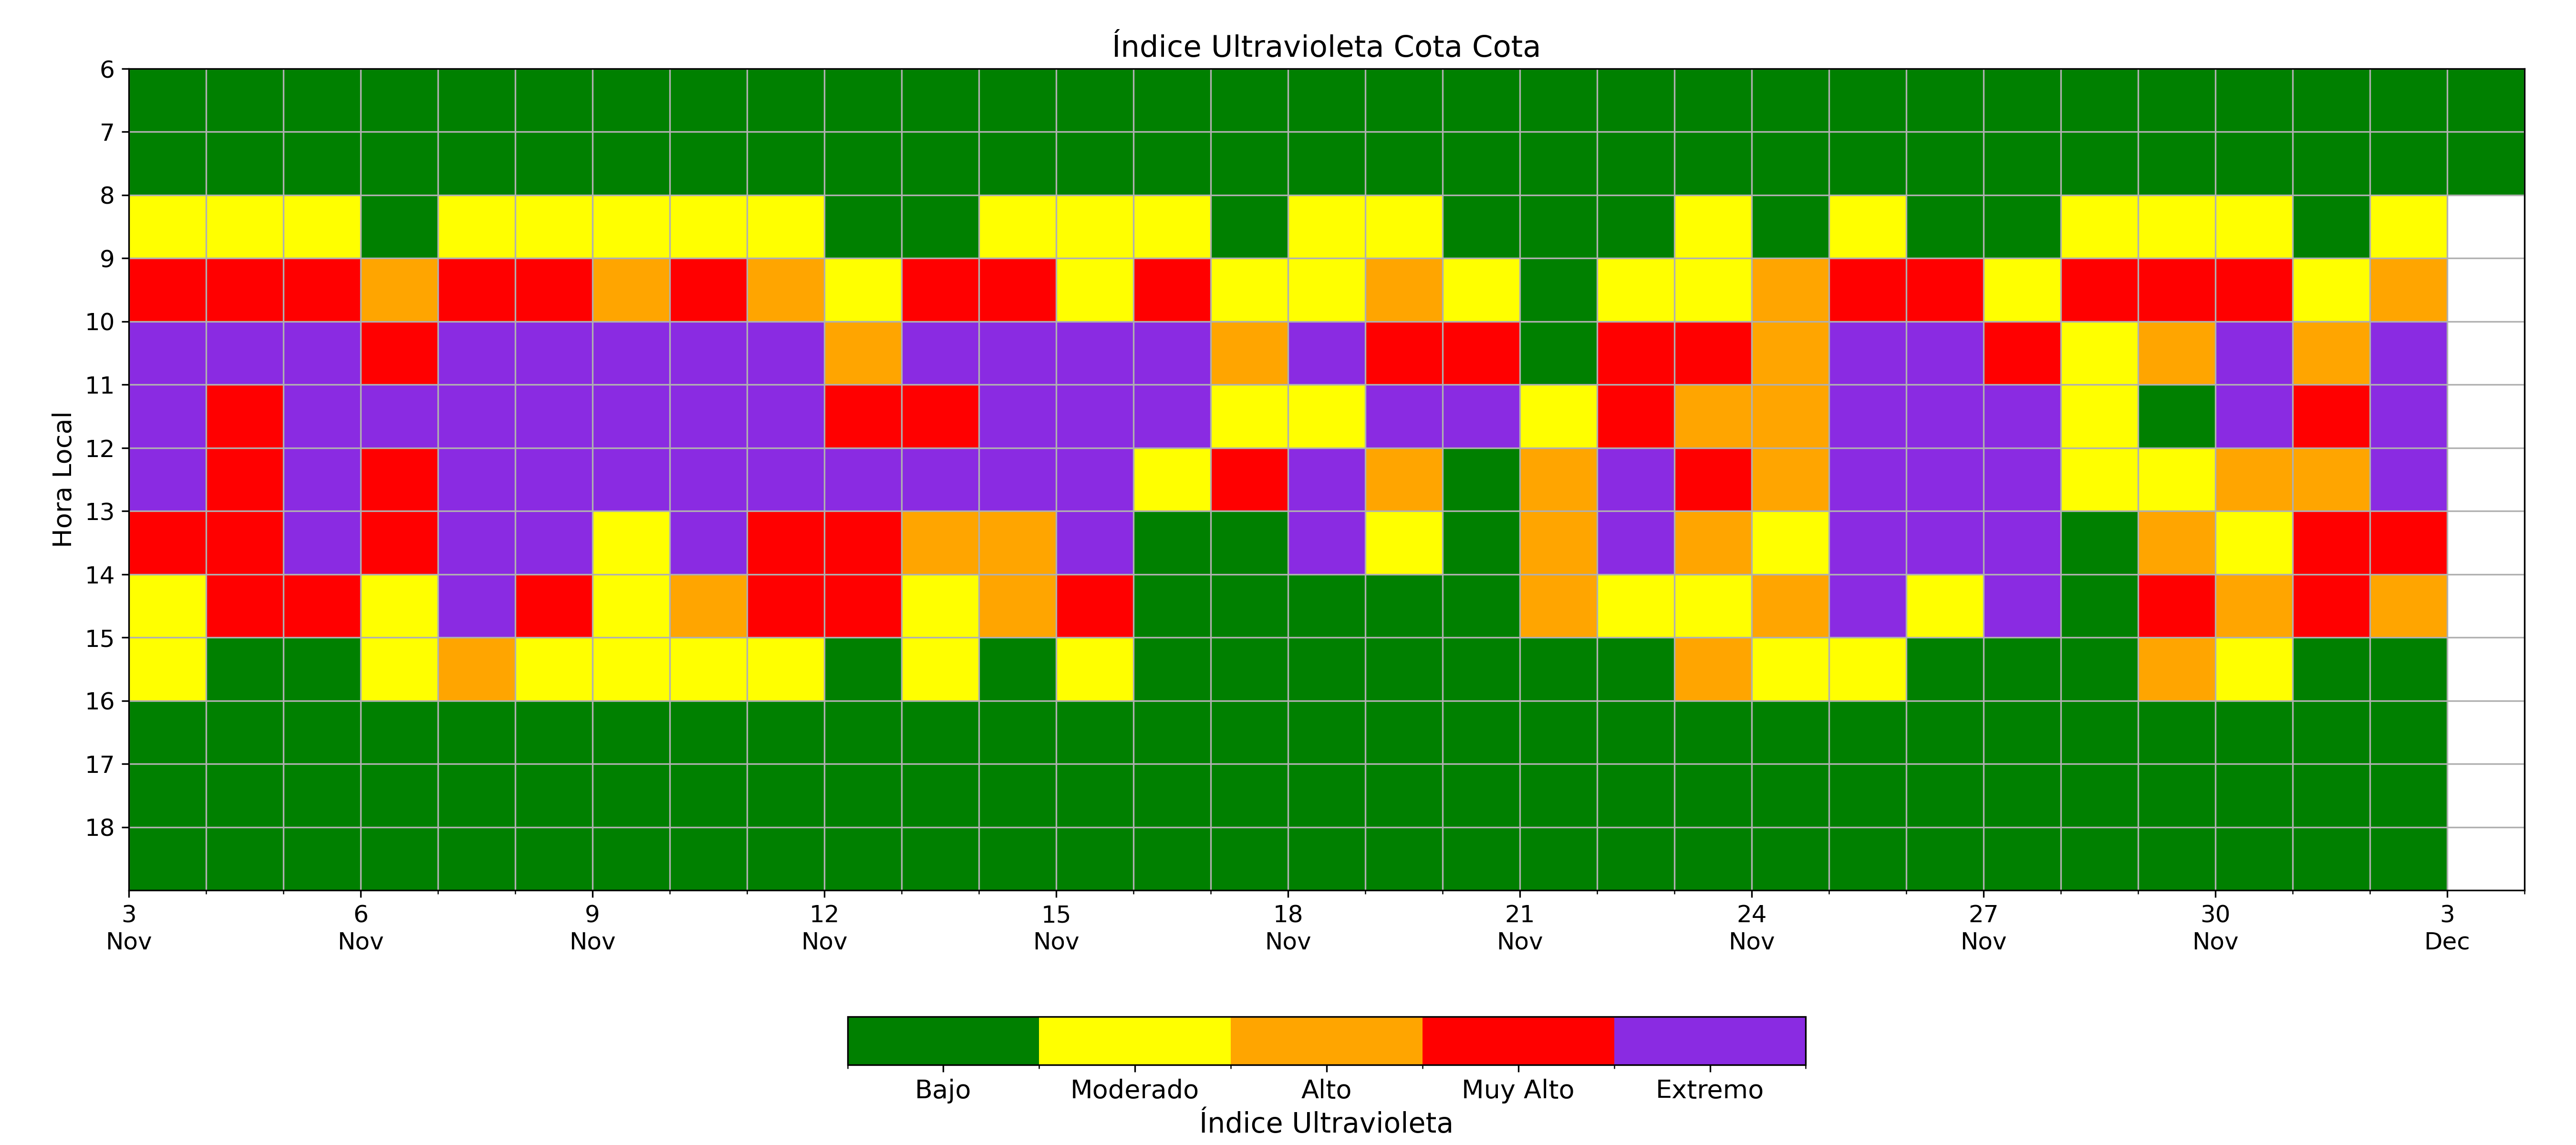 Índice Ultravioleta Cota Cota
Hora Local
6
7
8
9
10
11
12
13
14
15
16
17
18
3 6 9 12 15 18 21 24 27 30 3
Nov Nov Nov Nov Nov Nov Nov Nov Nov Nov Dec
Bajo Moderado Alto Muy Alto Extremo
Índice Ultravioleta